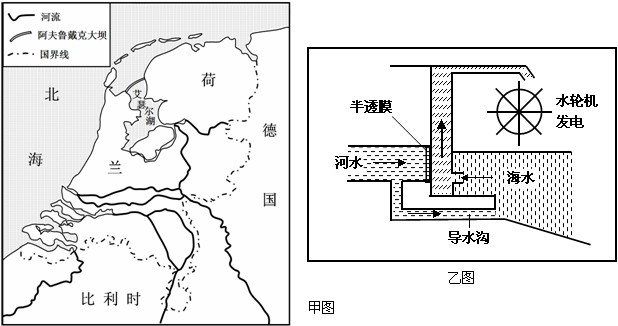 河流
阿夫鲁戴克大坝
国界线
北
海
荷
兰
艾瑟尔湖
德
国
比利时
甲图
半透膜
河水
水轮机
发电
海水
导水沟
乙图